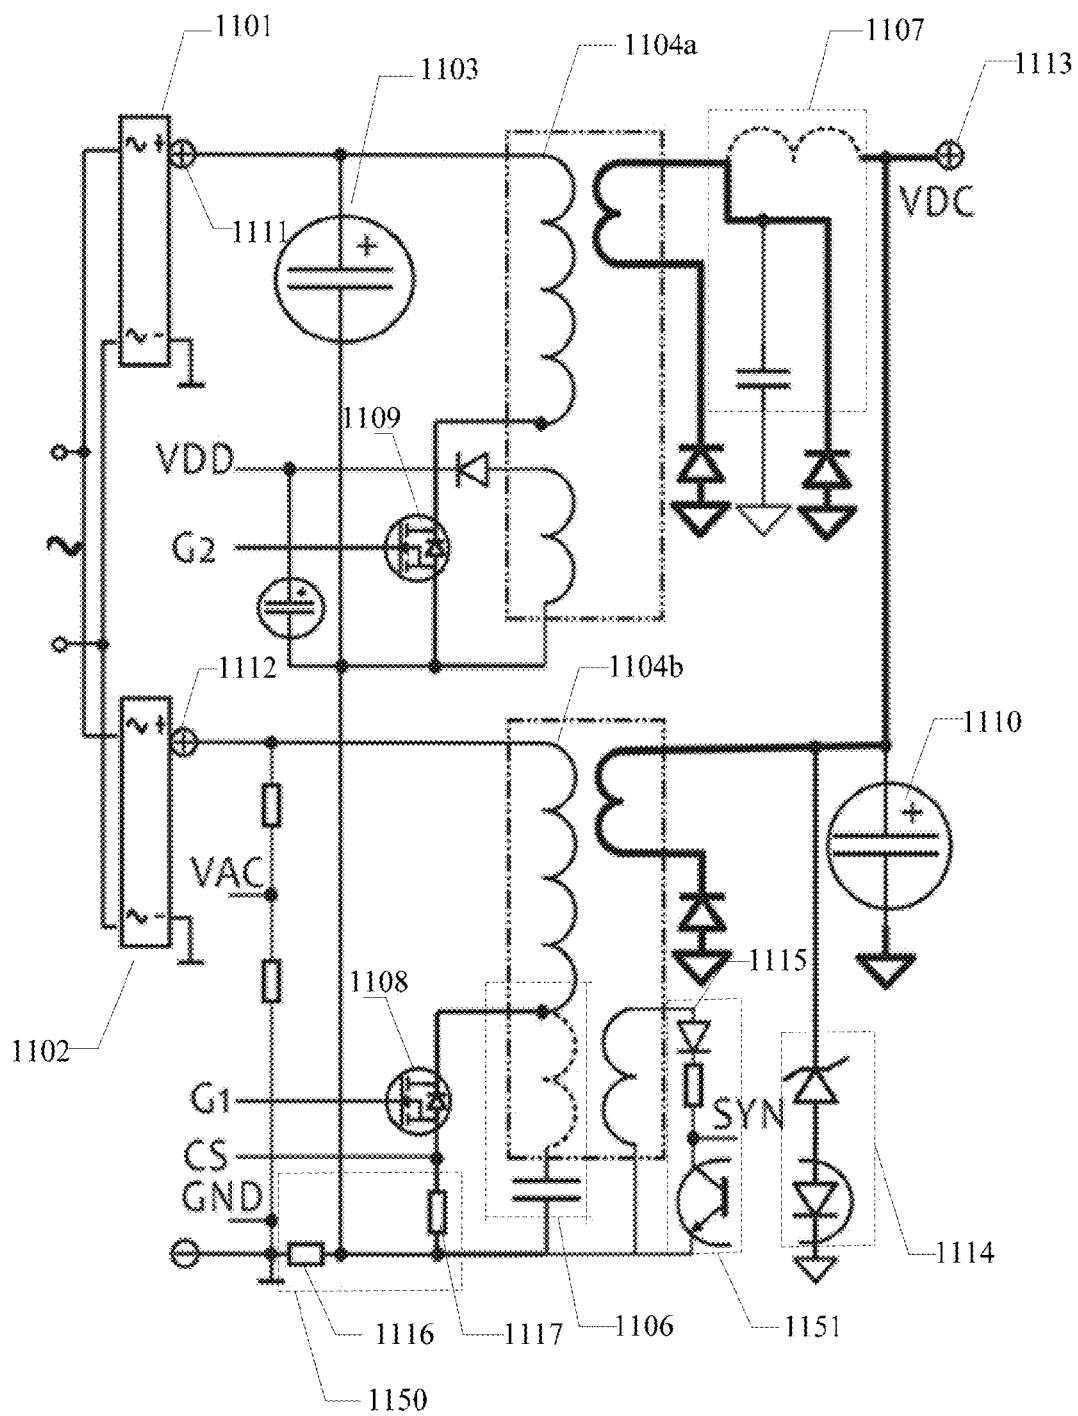 1101
1107
1104a
1113
1103
~ +
VDC
1111
+
~ -
1109
VDD
G2
+
~
1112
1104b
~ +
1110
+
VAC
~ -
1115
1108
1102
G1
SYN
CS
GND
1114
1116
1117
1106
1151
1150